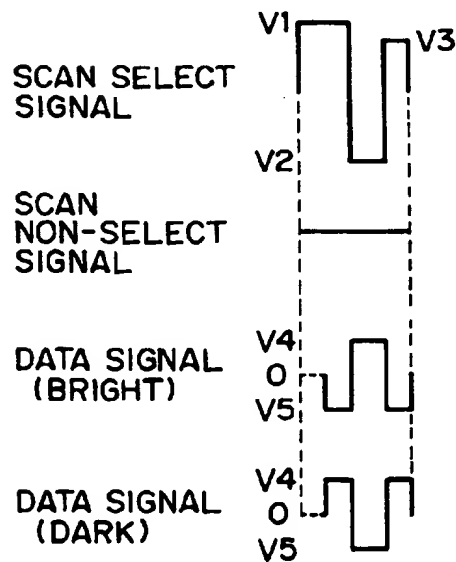 V1
V3
SCAN SELECT
SIGNAL
V2
SCAN
NON-SELECT
SIGNAL
V4
DATA SIGNAL
0
(BRIGHT)
V5
V4
DATA SIGNAL
0
(DARK)
V5